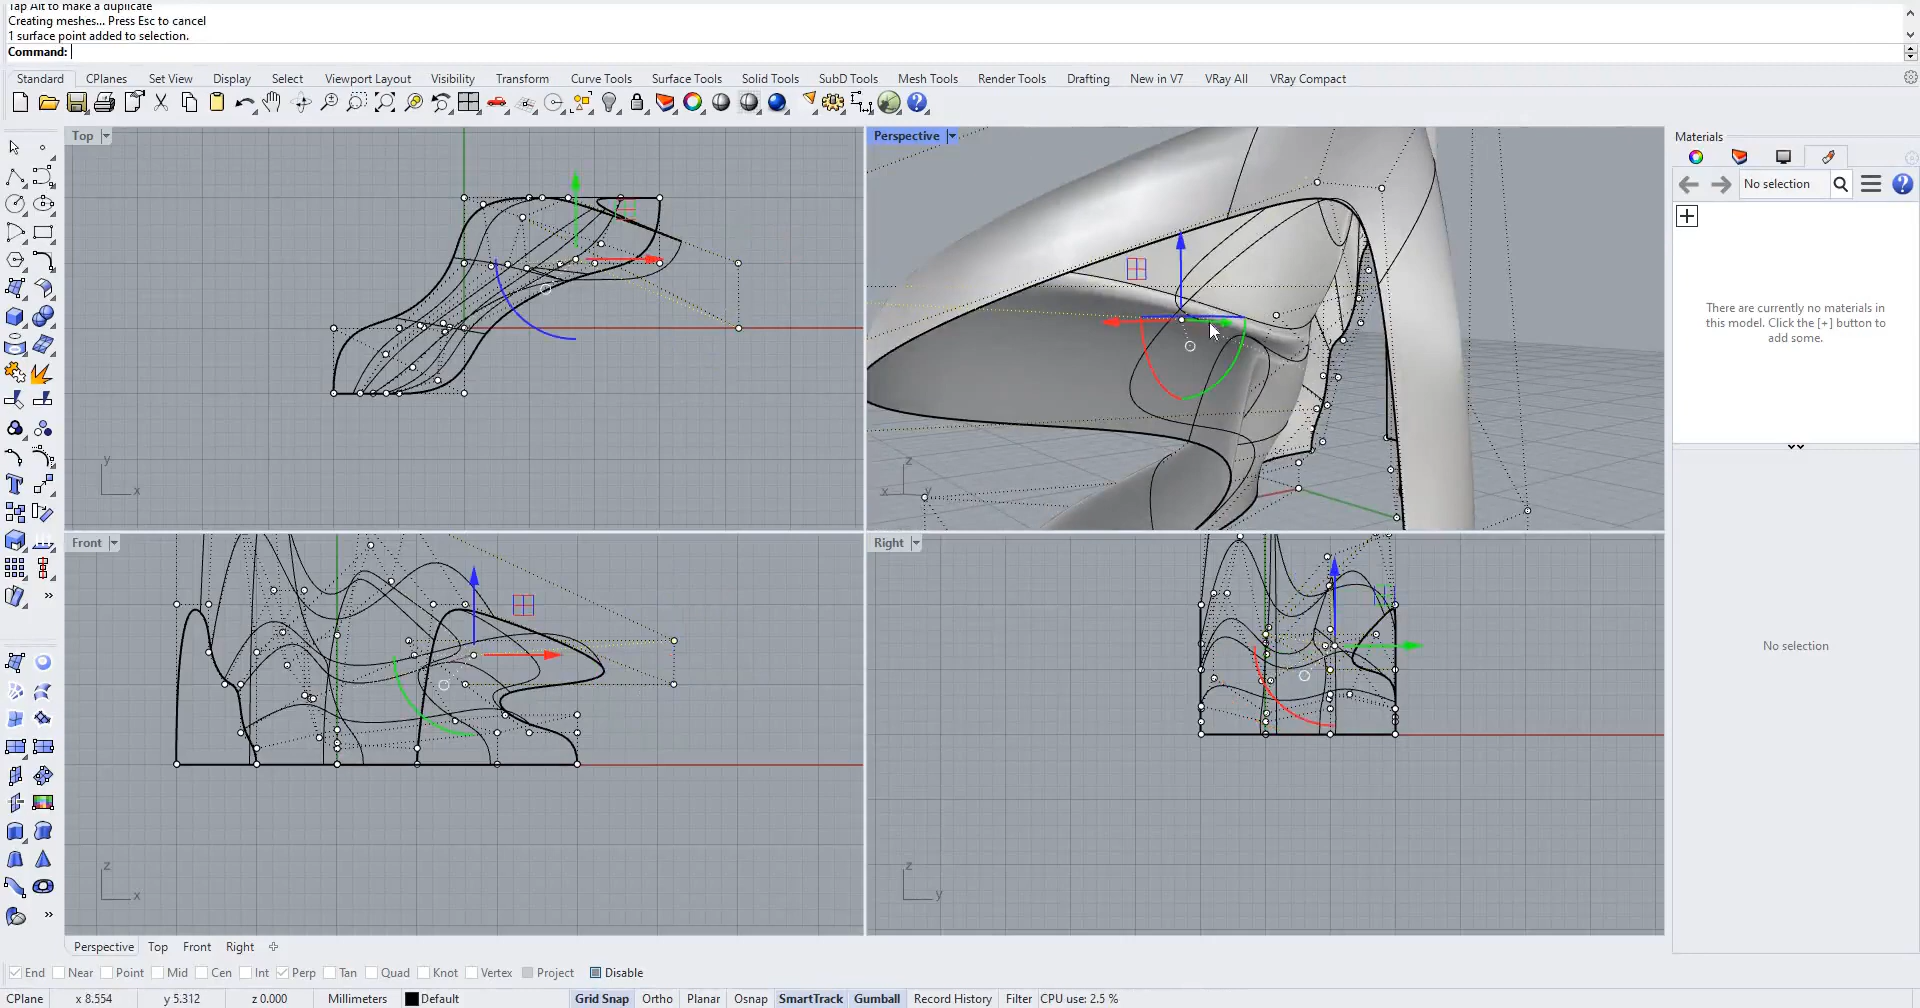 Tap Alt to make a duplicate
Creating meshes... Press Esc to cancel
1 surface point added to selection.
Command:
Standard CPlanes Set View Display Select Viewport Layout Visibility Transform Curve Tools Surface Tools Solid Tools SubD Tools Mesh Tools Render Tools Drafting New in V7 VRay All VRay Compact
Top
Perspective
Materials
No selection
There are currently no materials in
this model. Click the [+] button to
add some.
y
x
z
x y
Front
Right
No selection
z
x
z
y
Perspective Top Front Right
End Near Point Mid Cen Int Perp Tan Quad Knot Vertex Project Disable
CPlane x 8.554 y 5.312 z 0.000 Millimeters Default Grid Snap Ortho Planar Osnap SmartTrack Gumball Record History Filter CPU use: 2.5 %